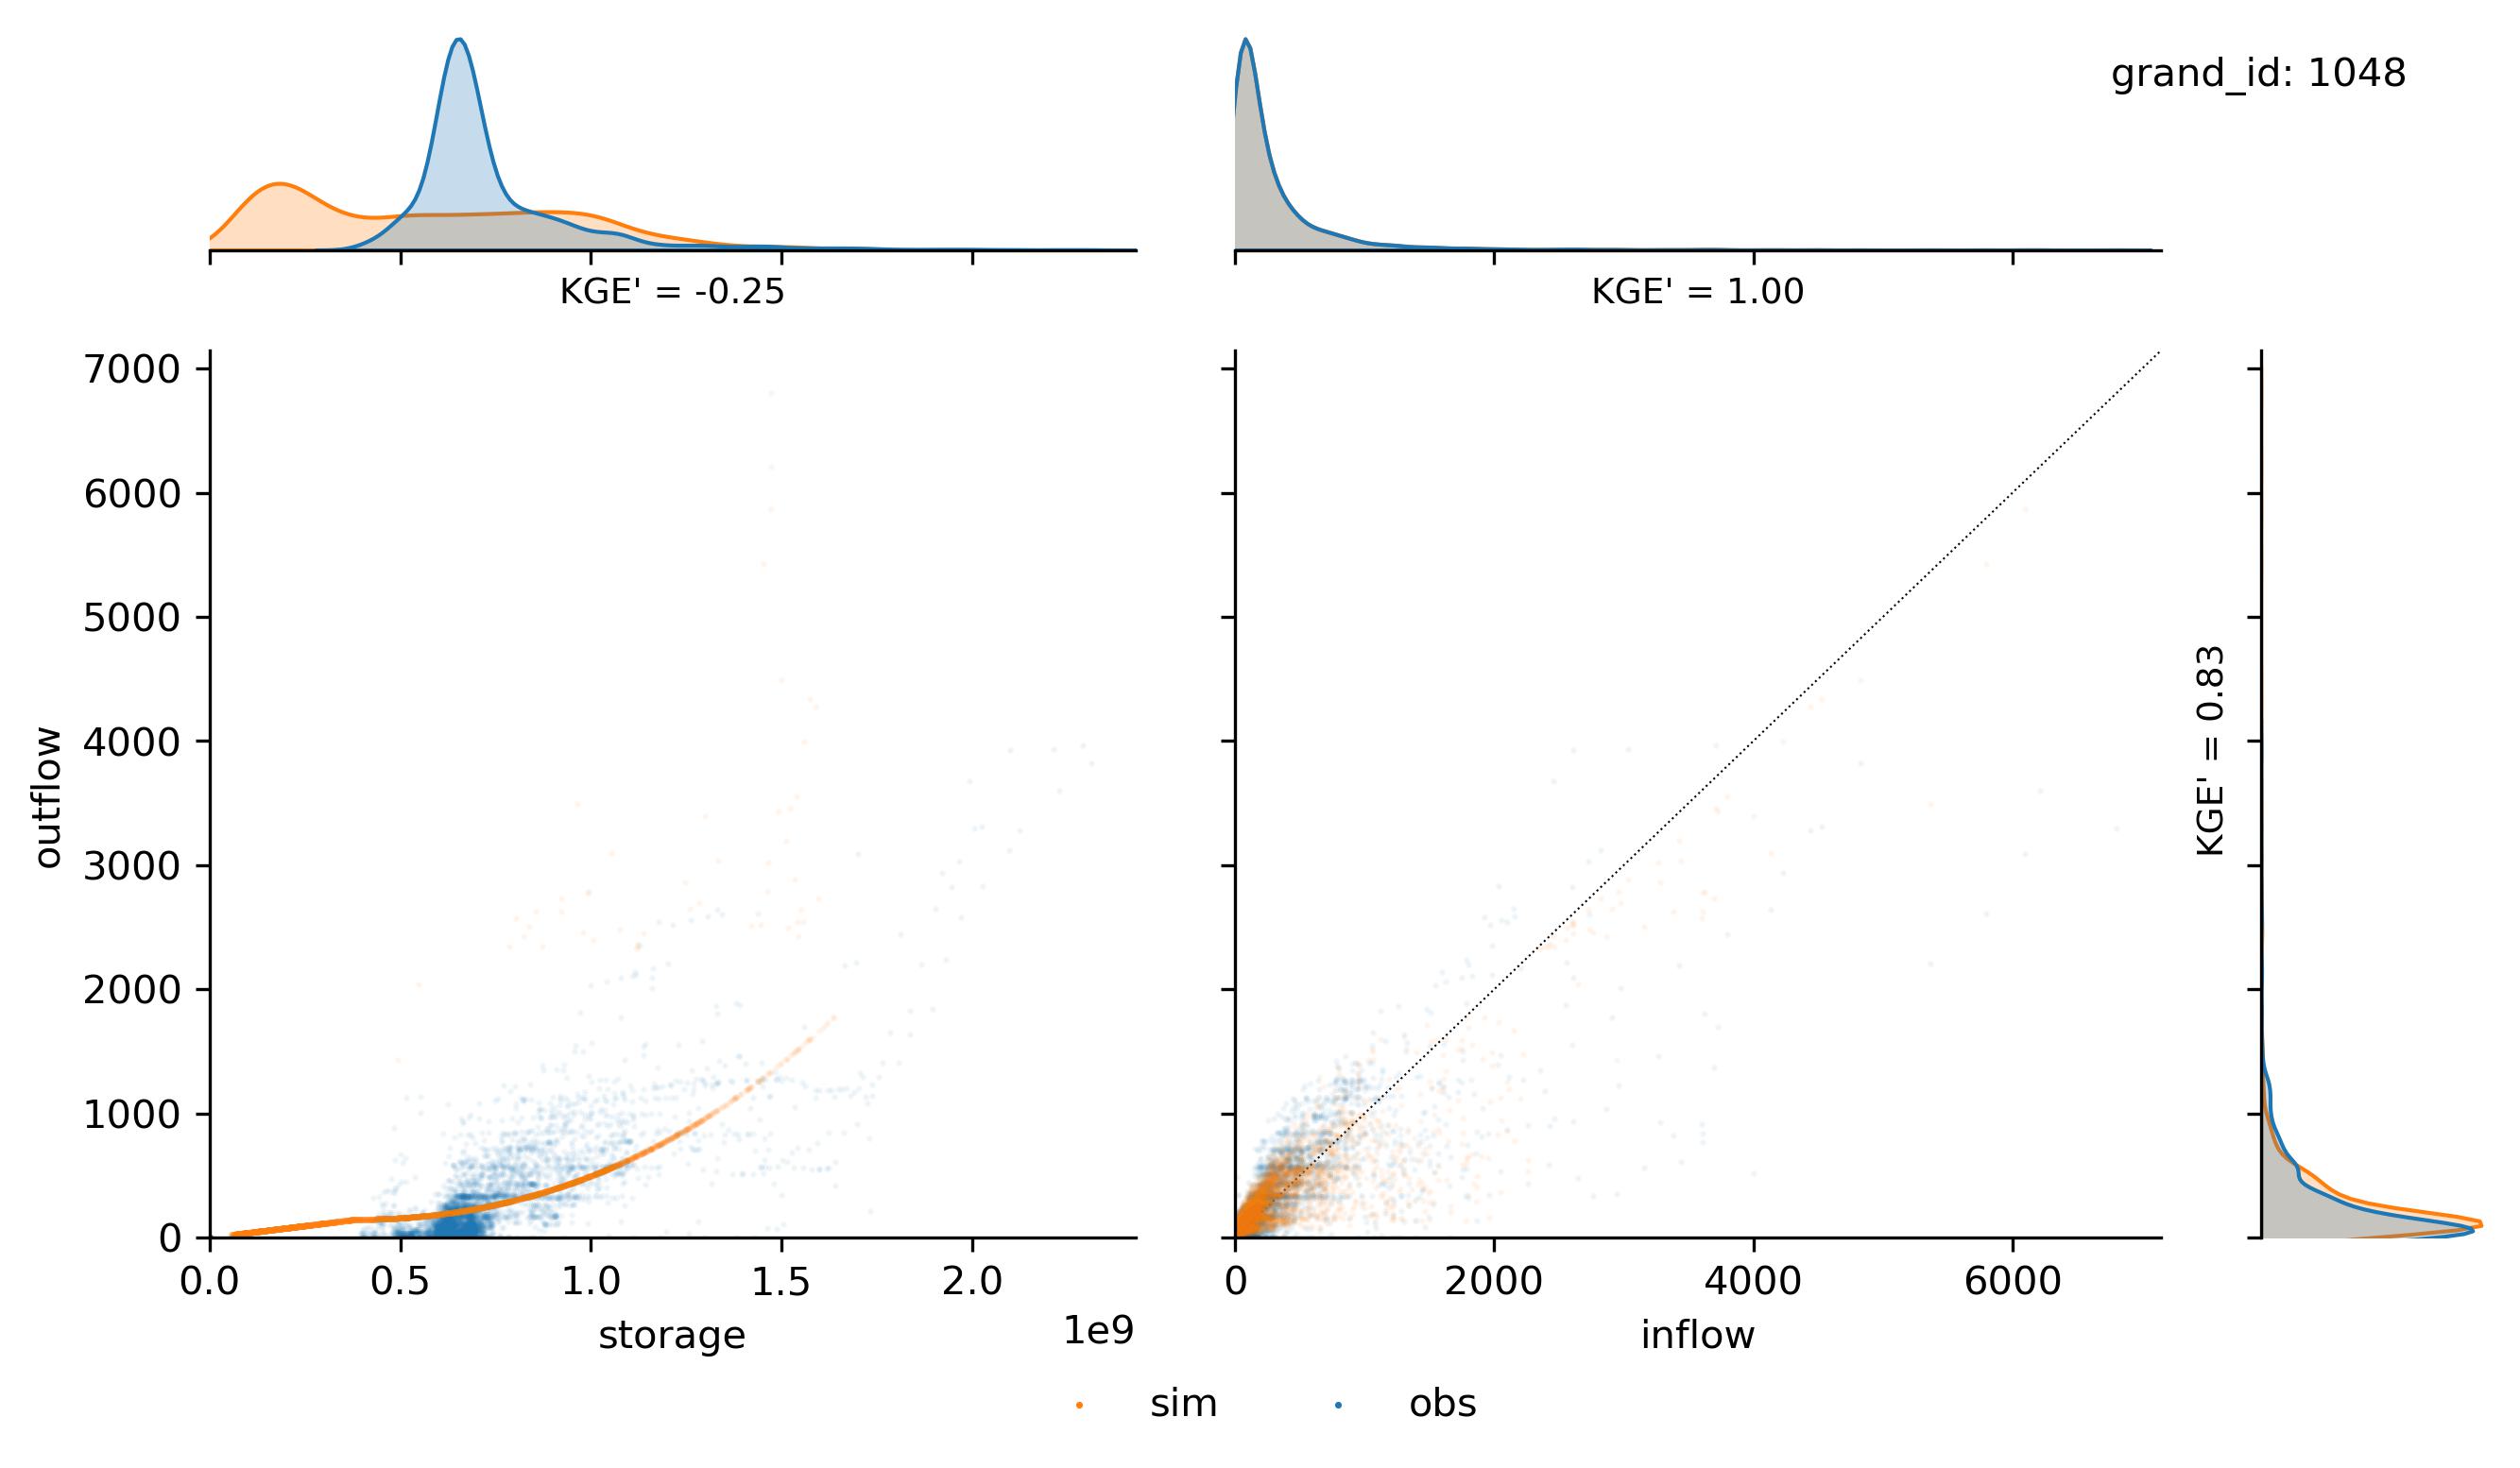 grand_id: 1048
KGE' = -0.25
KGE' = 1.00
7000
6000
5000
4000
3000
2000
1000
0
outflow
0.0 0.5 1.0 1.5 2.0
1e9
storage
0 2000 4000 6000
inflow
KGE' = 0.83
sim obs